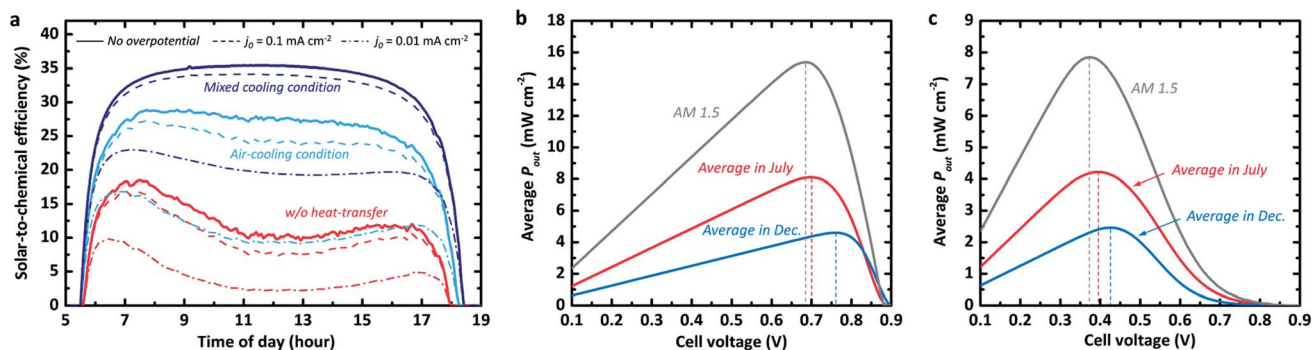 a
No overpotential
j0 = 0.1 mA cm-2
j0 = 0.01 mA cm-2
Mixed cooling condition
Air-cooling condition
w/o heat-transfer
Solar-to-chemical efficiency (%)
40
35
30
25
20
15
10
5
0
5 7 9 11 13 15 17 19
Time of day (hour)
b
AM 1.5
Average in July
Average in Dec.
Average Pout (mW cm-2)
18
16
14
12
10
8
6
4
2
0
0.1 0.2 0.3 0.4 0.5 0.6 0.7 0.8 0.9
Cell voltage (V)
c
AM 1.5
Average in July
Average in Dec.
Average Pout (mW cm-2)
9
8
7
6
5
4
3
2
1
0
0.1 0.2 0.3 0.4 0.5 0.6 0.7 0.8 0.9
Cell voltage (V)